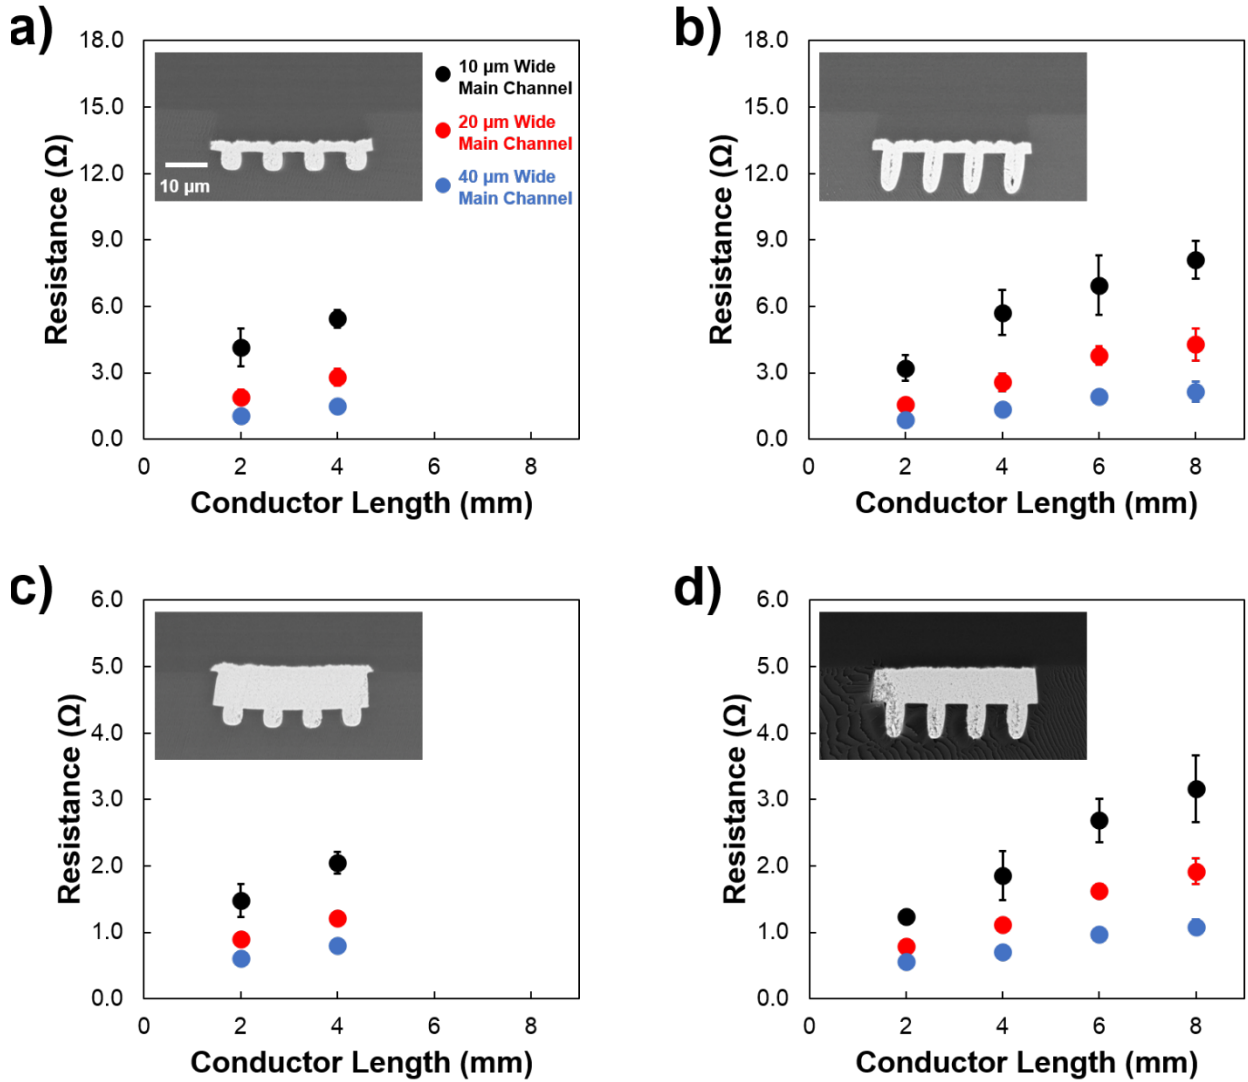 a)
18.0
15.0
12.0
9.0
6.0
3.0
0.0
Resistance (Ω)
10 µm
10 µm Wide
Main Channel
20 µm Wide
Main Channel
40 µm Wide
Main Channel
0 2 4 6 8
Conductor Length (mm)
b)
18.0
15.0
12.0
9.0
6.0
3.0
0.0
Resistance (Ω)
0 2 4 6 8
Conductor Length (mm)
c)
6.0
5.0
4.0
3.0
2.0
1.0
0.0
Resistance (Ω)
0 2 4 6 8
Conductor Length (mm)
d)
6.0
5.0
4.0
3.0
2.0
1.0
0.0
Resistance (Ω)
0 2 4 6 8
Conductor Length (mm)